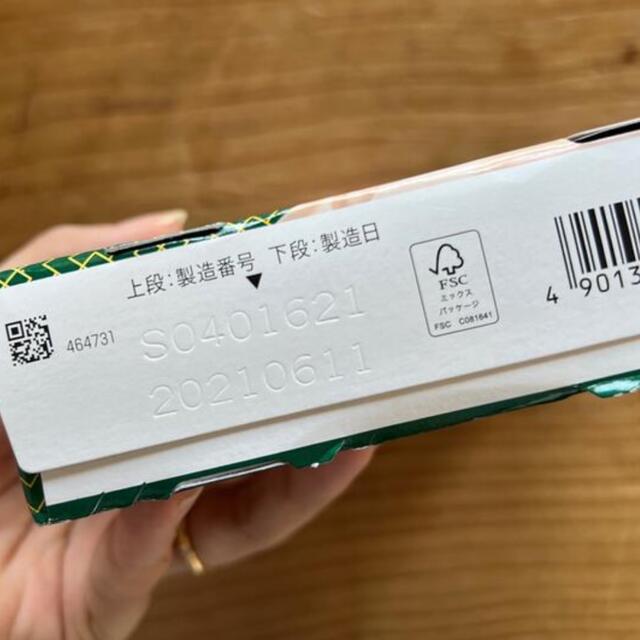 上段:製造番号 下段:製造日
464731
S0401621
20210611
FSC
ミックス
パッケージ
FSC C081641
4 9013